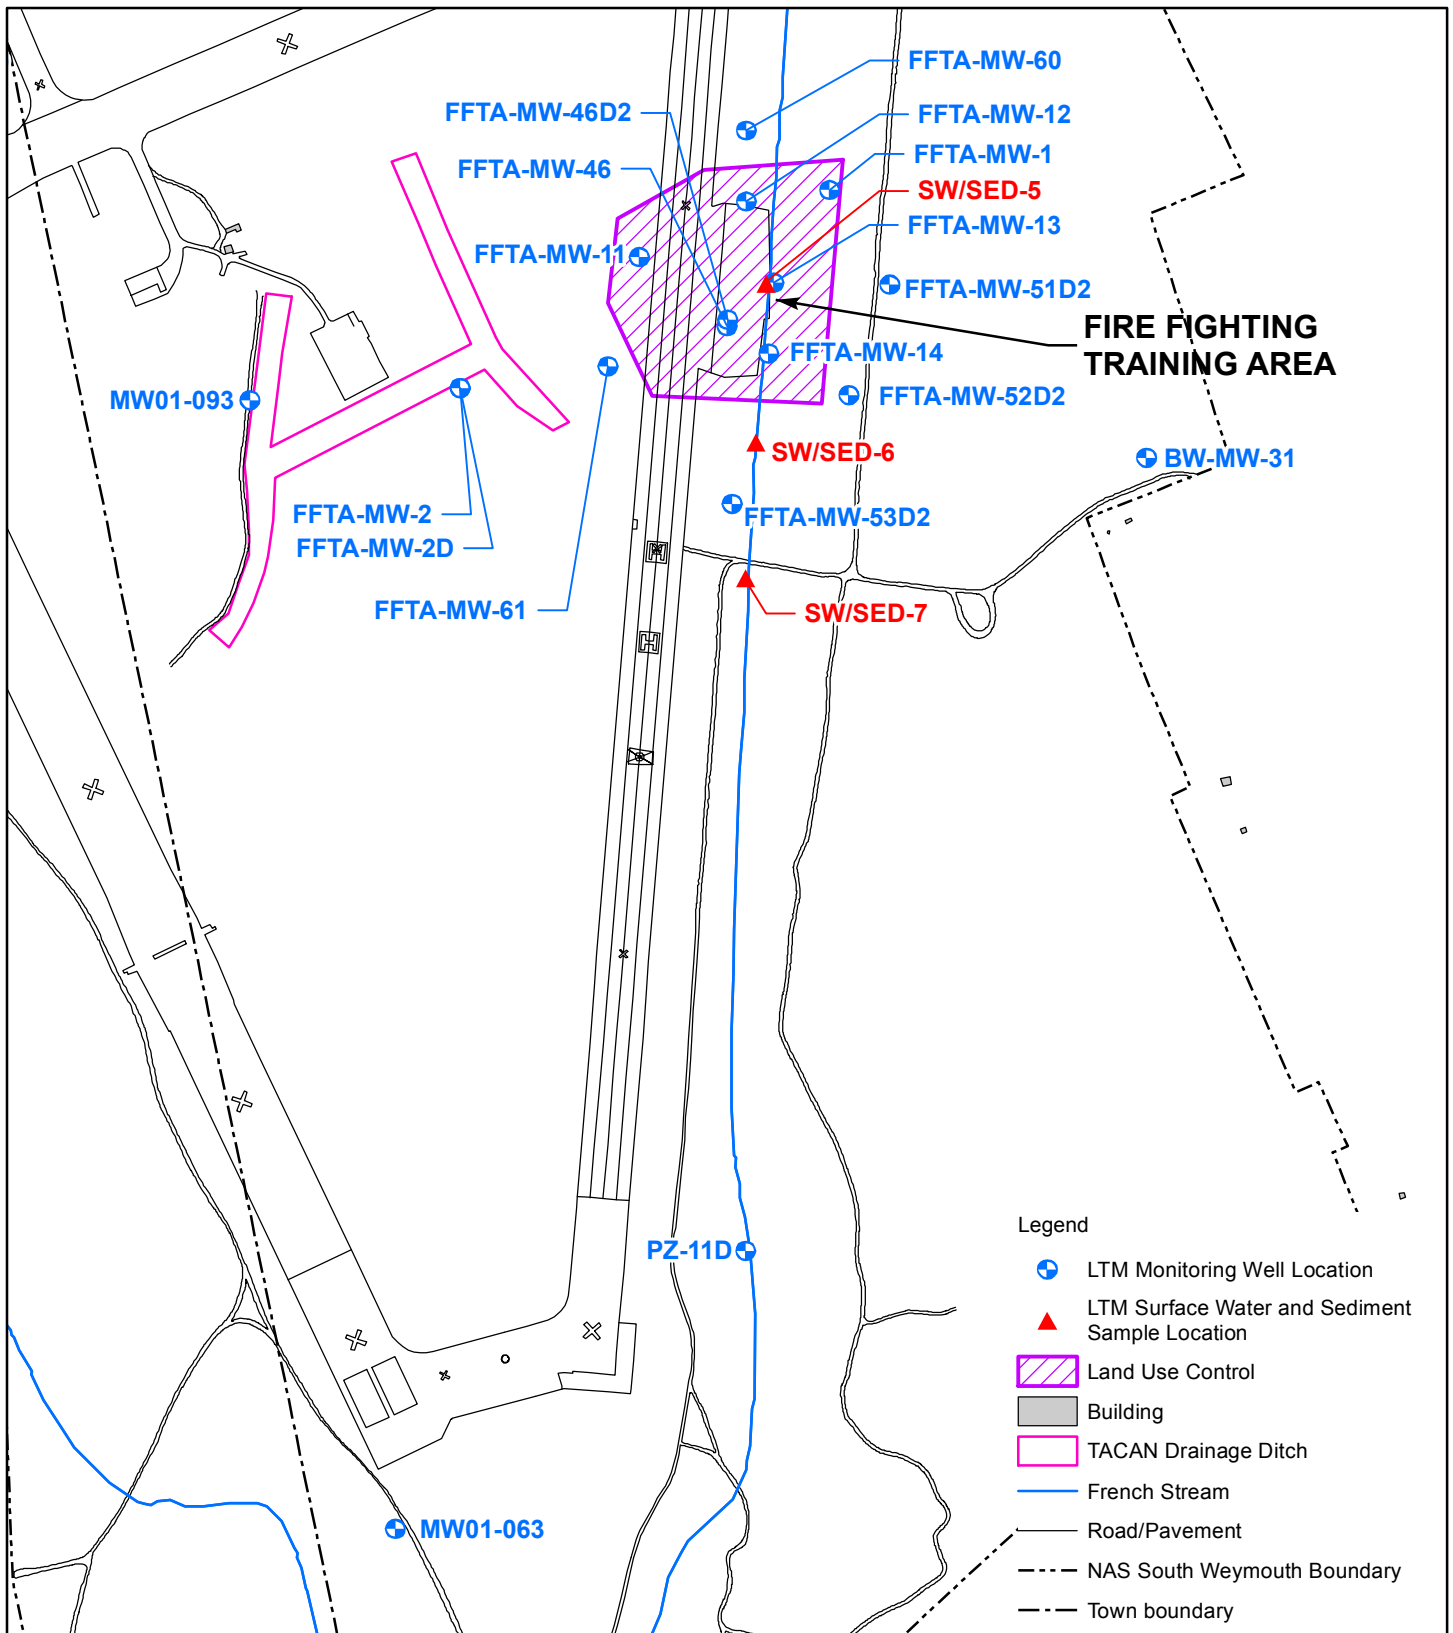 FFTA-MW-60
FFTA-MW-46D2
FFTA-MW-12
FFTA-MW-1
FFTA-MW-46
SW/SED-5
FFTA-MW-13
FFTA-MW-11
FFTA-MW-51D2
FIRE FIGHTING
TRAINING AREA
FFTA-MW-14
FFTA-MW-52D2
MW01-093
SW/SED-6
BW-MW-31
FFTA-MW-2
FFTA-MW-53D2
FFTA-MW-2D
FFTA-MW-61
SW/SED-7
PZ-11D
MW01-063
Legend
LTM Monitoring Well Location
LTM Surface Water and Sediment
Sample Location
Land Use Control
Building
TACAN Drainage Ditch
French Stream
Road/Pavement
NAS South Weymouth Boundary
Town boundary